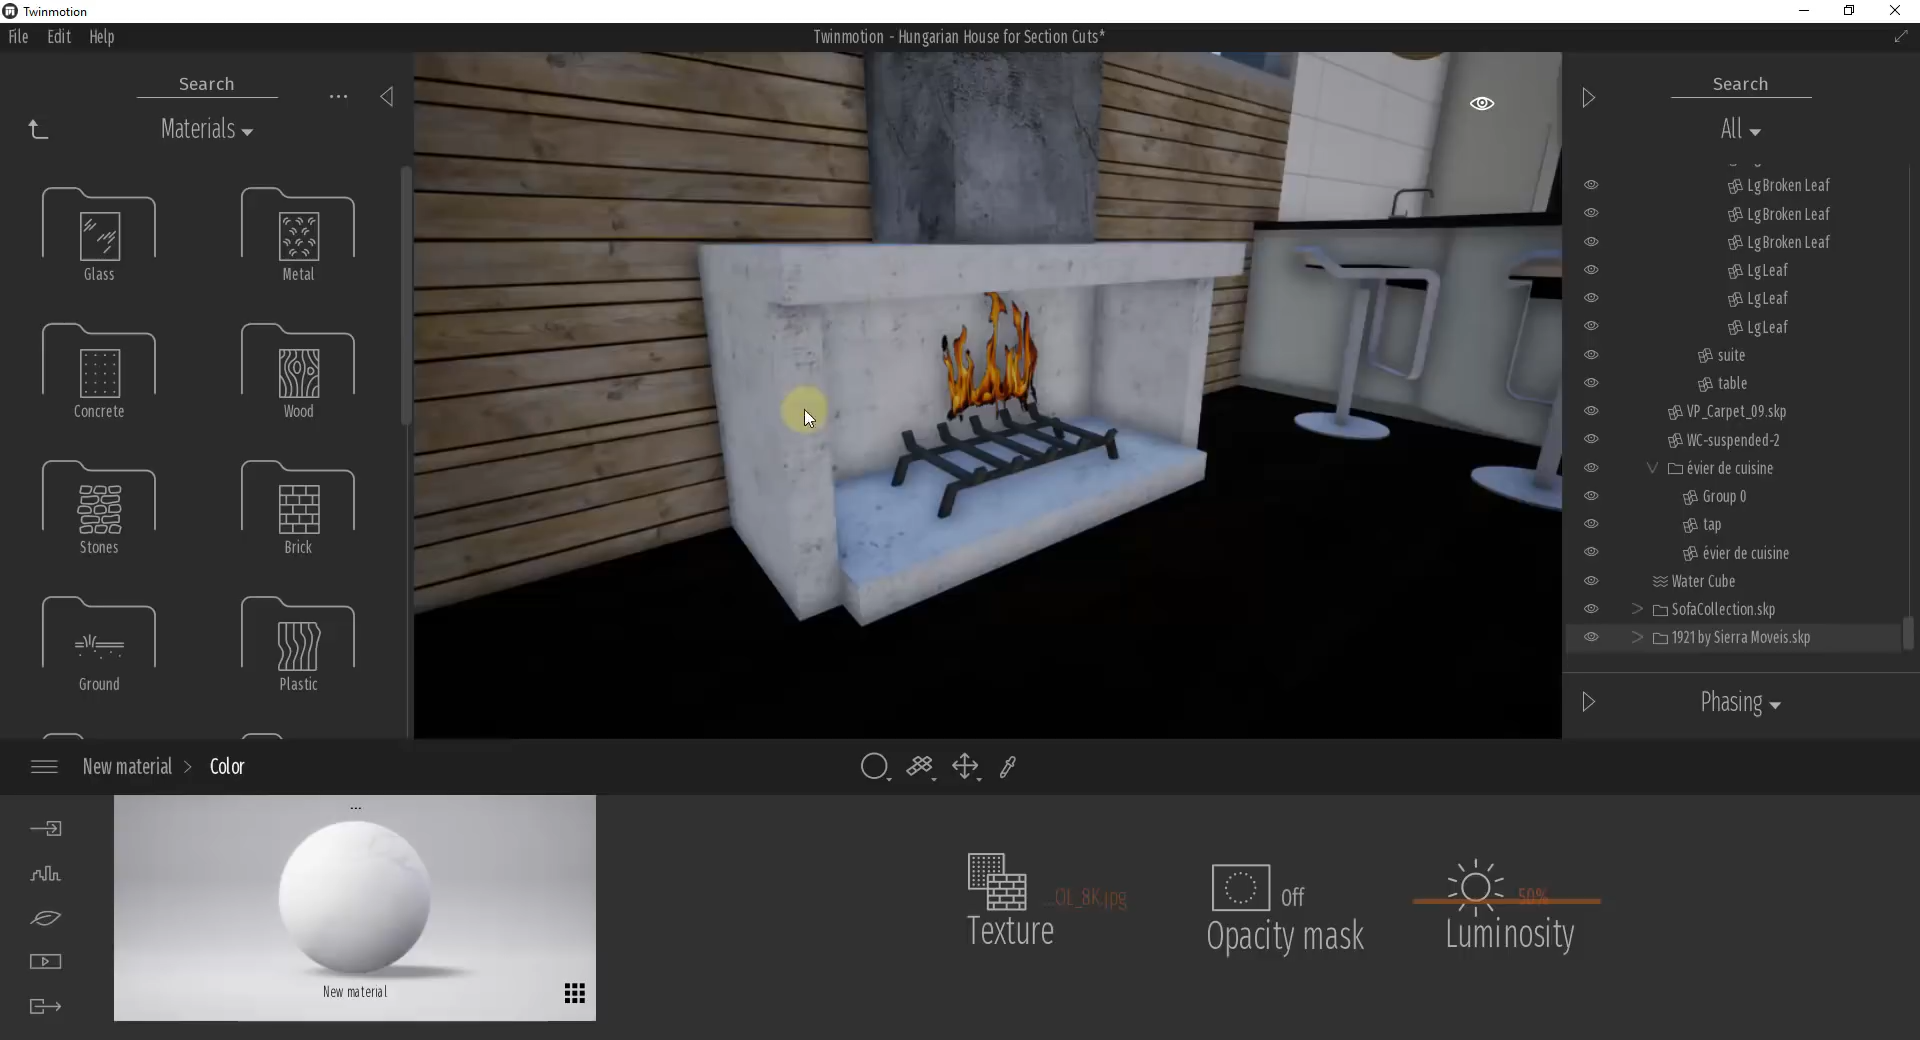 Twinmotion
File Edit Help
Twinmotion - Hungarian House for Section Cuts*
Search
...
Materials
Glass
Metal
Concrete
Wood
Stones
Brick
Ground
Plastic
Search
All
LgBroken Leaf
LgBroken Leaf
LgBroken Leaf
LgLeaf
LgLeaf
LgLeaf
suite
table
VP_Carpet_09.skp
WC-suspended-2
évier de cuisine
Group 0
tap
évier de cuisine
Water Cube
SofaCollection.skp
1921 by Sierra Moveis.skp
Phasing
New material > Color
...
New material
...OL_8K.jpg
Texture
Off
Opacity mask
50%
Luminosity